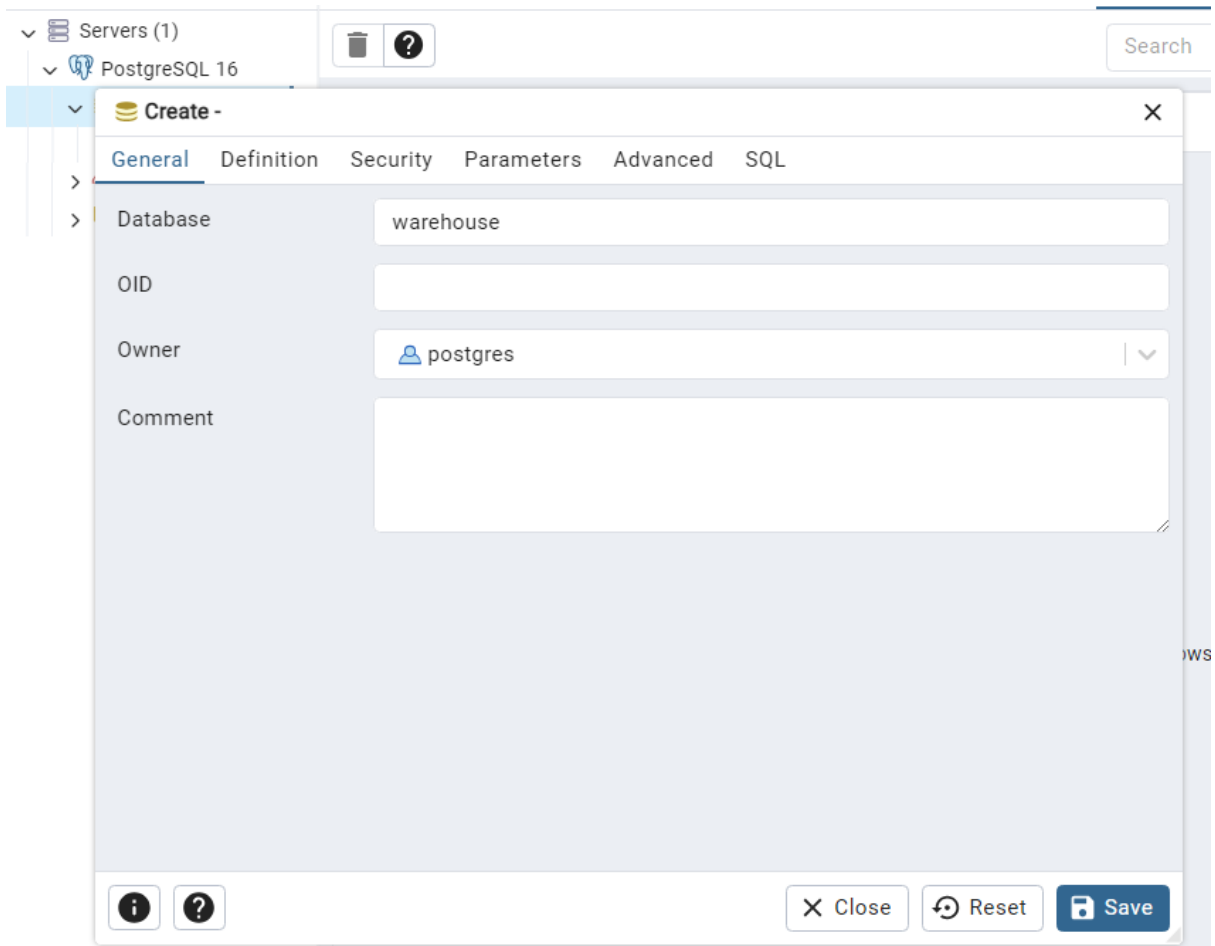 Servers (1)
PostgreSQL 16
Search
Create -
General Definition Security Parameters Advanced SQL
Database warehouse
OID
Owner postgres
Comment
Close Reset Save